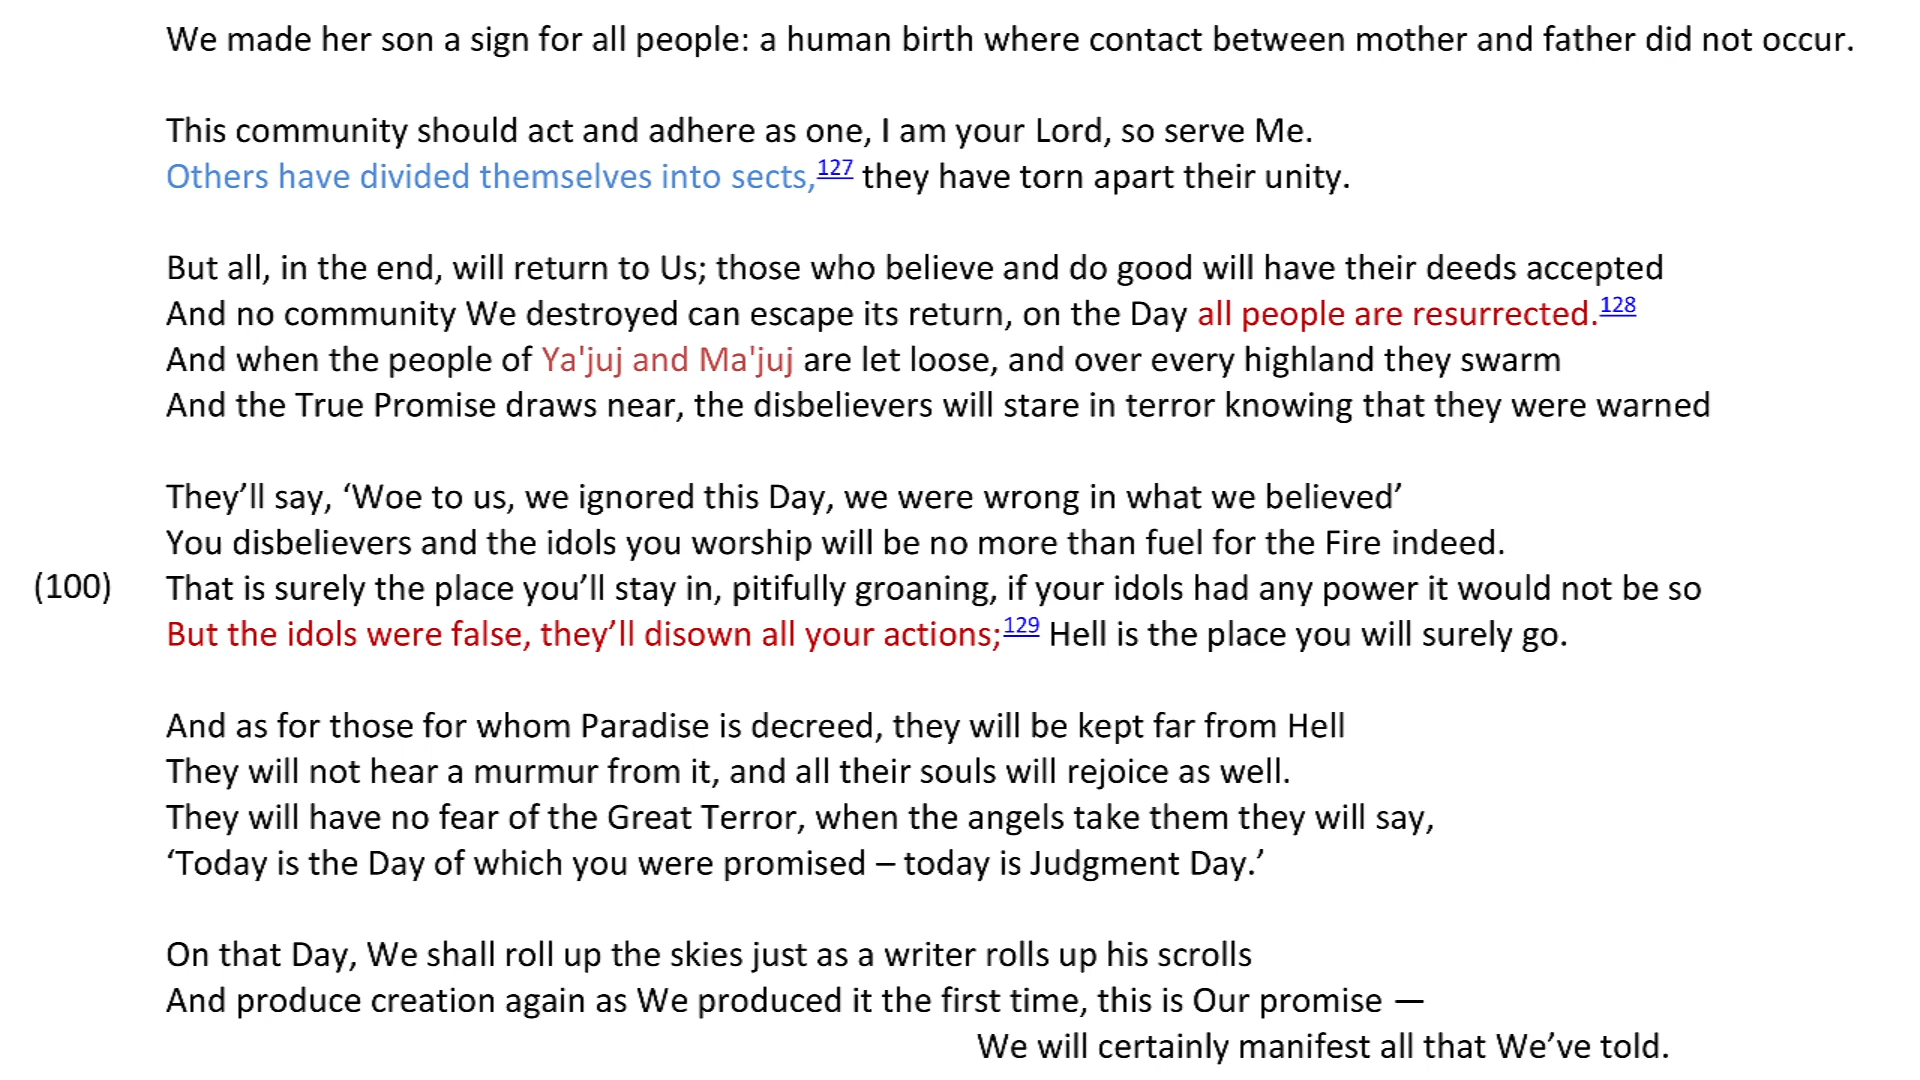 We made her son a sign for all people: a human birth where contact between mother and father did not occur.
This community should act and adhere as one, I am your Lord, so serve Me.
Others have divided themselves into sects,127 they have torn apart their unity.
But all, in the end, will return to Us; those who believe and do good will have their deeds accepted
And no community We destroyed can escape its return, on the Day all people are resurrected.128
And when the people of Ya'juj and Ma'juj are let loose, and over every highland they swarm
And the True Promise draws near, the disbelievers will stare in terror knowing that they were warned
They’ll say, ‘Woe to us, we ignored this Day, we were wrong in what we believed’
You disbelievers and the idols you worship will be no more than fuel for the Fire indeed.
(100) That is surely the place you’ll stay in, pitifully groaning, if your idols had any power it would not be so
But the idols were false, they’ll disown all your actions;129 Hell is the place you will surely go.
And as for those for whom Paradise is decreed, they will be kept far from Hell
They will not hear a murmur from it, and all their souls will rejoice as well.
They will have no fear of the Great Terror, when the angels take them they will say,
‘Today is the Day of which you were promised – today is Judgment Day.’
On that Day, We shall roll up the skies just as a writer rolls up his scrolls
And produce creation again as We produced it the first time, this is Our promise —
We will certainly manifest all that We’ve told.